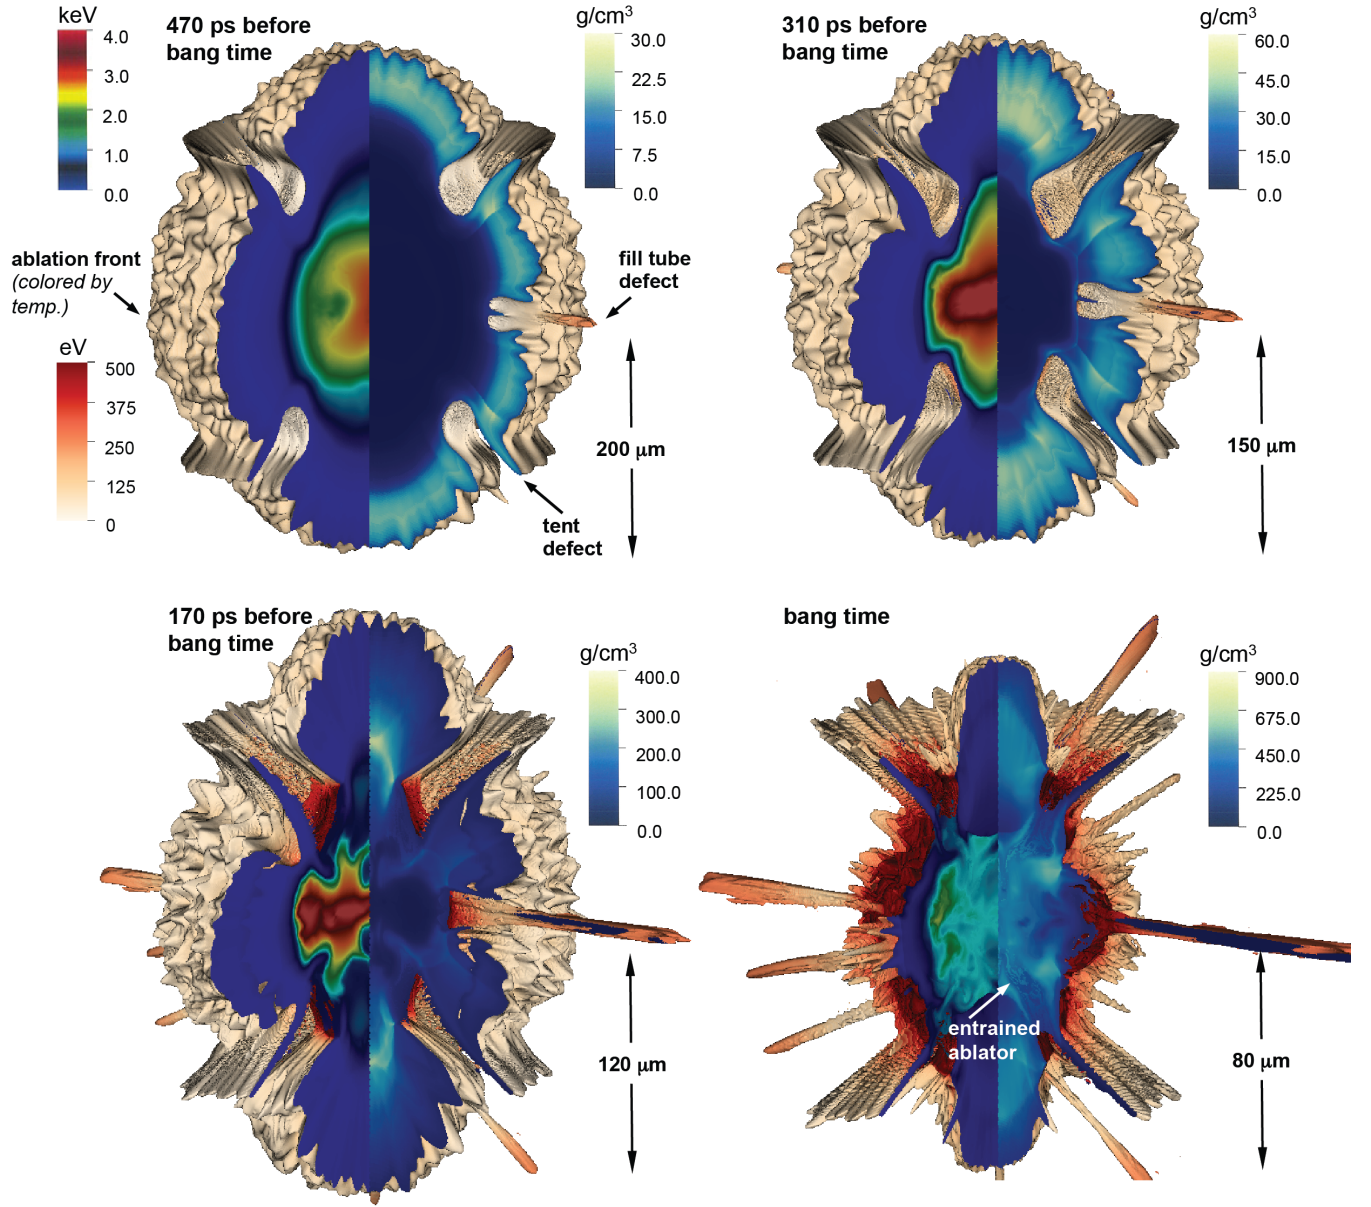 keV
4.0
3.0
2.0
1.0
0.0
470 ps before
bang time
g/cm³
30.0
22.5
15.0
7.5
0.0
310 ps before
bang time
g/cm³
60.0
45.0
30.0
15.0
0.0
ablation front
(colored by
temp.)
fill tube
defect
eV
500
375
250
125
0
200 μm
tent
defect
150 μm
170 ps before
bang time
g/cm³
400.0
300.0
200.0
100.0
0.0
120 μm
bang time
g/cm³
900.0
675.0
450.0
225.0
0.0
entrained
ablator
80 μm